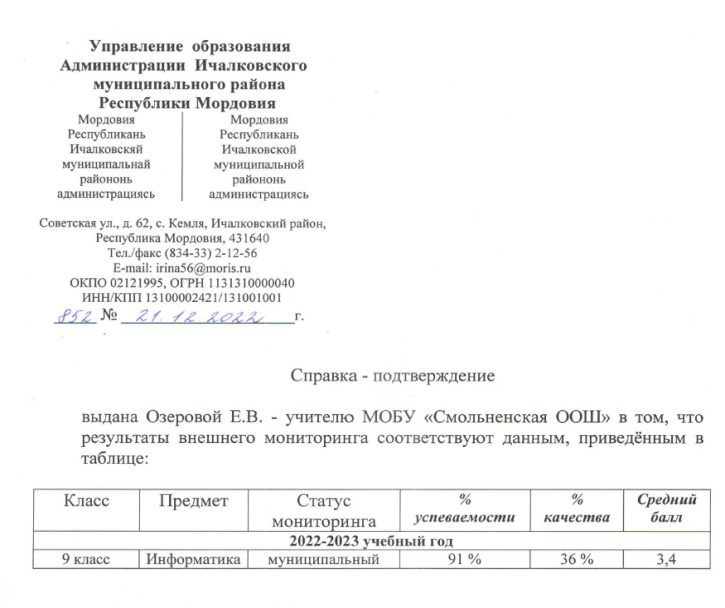 Управление образования
Администрации Ичалковского
муниципального района
Республики Мордовия
Мордовия
Республикань
Ичалковскяй
муниципальнай
райононь
администрациясь
Мордовия
Республикань
Ичалковской
муниципальной
райононь
администрациясь
Советская ул., д. 62, с. Кемля, Ичалковский район,
Республика Мордовия, 431640
Тел./факс (834-33) 2-12-56
E-mail: irina56@moris.ru
ОКПО 02121995, ОГРН 1131310000040
ИНН/КПП 13100002421/131001001
852 № 21.12.2022 г.
Справка - подтверждение
выдана Озеровой Е.В. - учителю МОБУ «Смольненская ООШ» в том, что
результаты внешнего мониторинга соответствуют данным, приведённым в
таблице:
Класс Предмет Статус мониторинга % успеваемости % качества Средний балл
2022-2023 учебный год
9 класс Информатика муниципальный 91 % 36 % 3,4